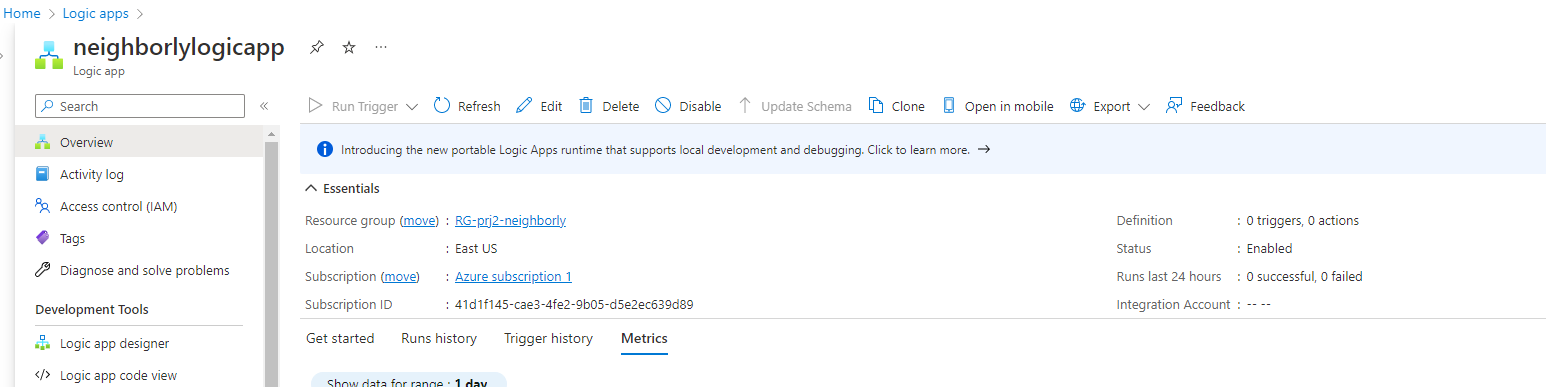 Home > Logic apps >
neighborlylogicapp
Logic app
Search
Run Trigger Refresh Edit Delete Disable Update Schema Clone Open in mobile Export Feedback
Overview
Activity log
Access control (IAM)
Tags
Diagnose and solve problems
Development Tools
Logic app designer
Logic app code view
Introducing the new portable Logic Apps runtime that supports local development and debugging. Click to learn more. →
Essentials
Resource group (move) : RG-prj2-neighborly
Location : East US
Subscription (move) : Azure subscription 1
Subscription ID : 41d1f145-cae3-4fe2-9b05-d5e2ec639d89
Definition : 0 triggers, 0 actions
Status : Enabled
Runs last 24 hours : 0 successful, 0 failed
Integration Account : -- --
Get started Runs history Trigger history Metrics
Show data for range : 1 day